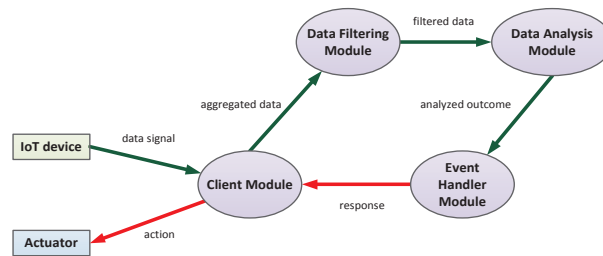 filtered data
Data Filtering
Module
Data Analysis
Module
aggregated data
analyzed outcome
data signal
IoT device
Client Module
Event
Handler
Module
response
action
Actuator